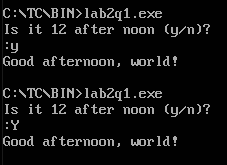 C:\TC\BIN>lab2q1.exe
Is it 12 after noon (y/n)?
:y
Good afternoon, world!
C:\TC\BIN>lab2q1.exe
Is it 12 after noon (y/n)?
:Y
Good afternoon, world!